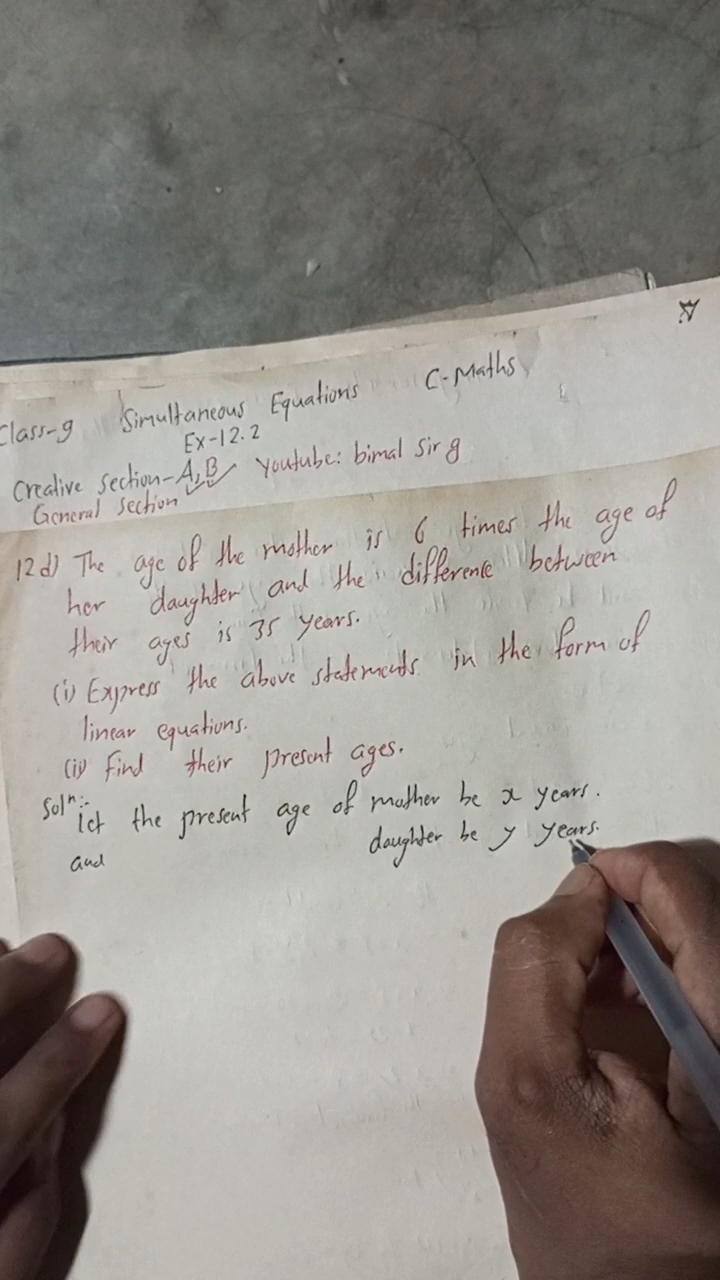 Class-9 Simultaneous Equations C-Maths
Ex-12.2
Creative section-A,B Youtube: bimal sir g
General section
12 d) The age of the mother is 6 times the age of
her daughter and the difference between
their ages is 35 years.
(i) Express the above statements in the form of
linear equations.
(ii) Find their present ages.
Solⁿ:- let the present age of mother be x years.
and daughter be y years.